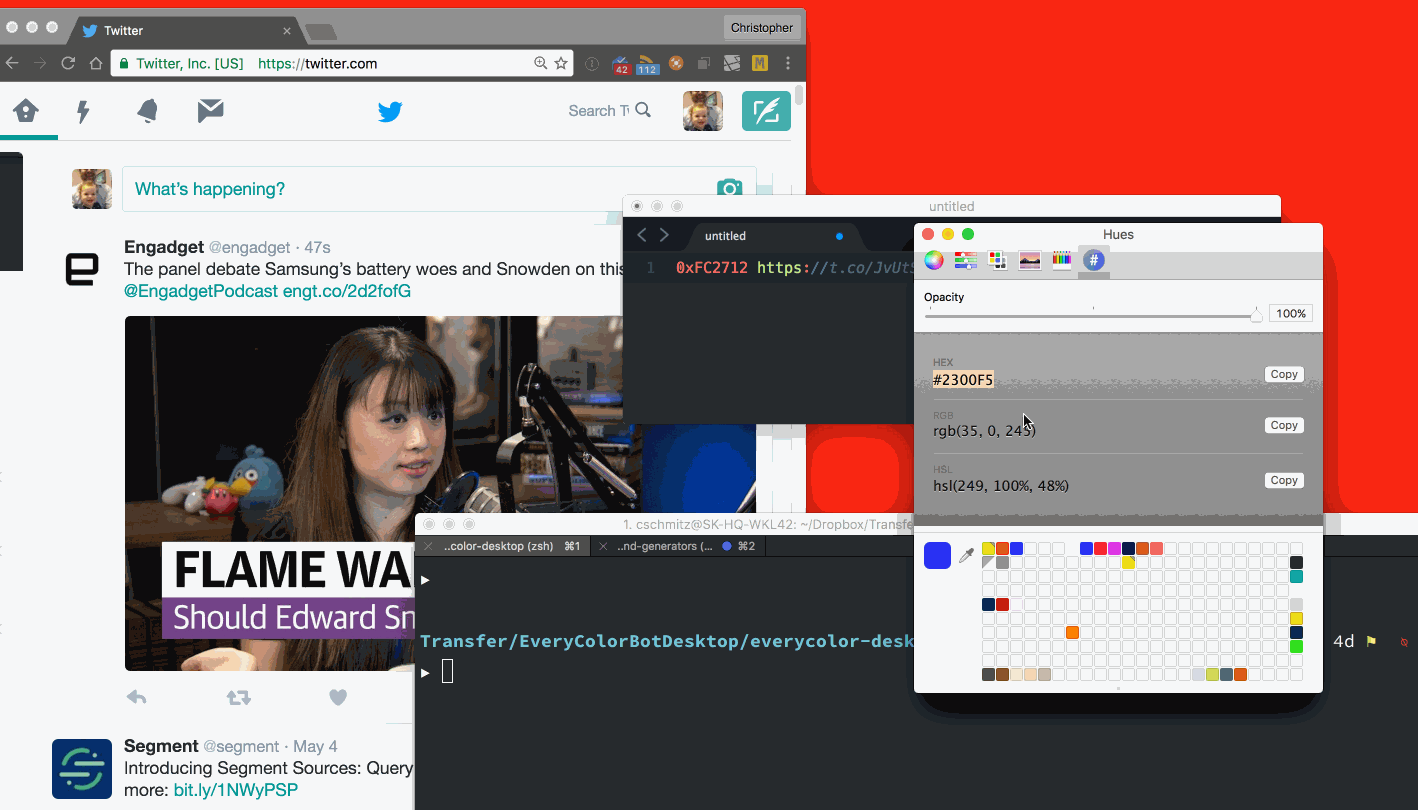 Twitter
Christopher
Twitter, Inc. [US] https://twitter.com
42
112
M
Search Tw
What's happening?
Engadget @engadget · 47s
The panel debate Samsung's battery woes and Snowden on this
@EngadgetPodcast engt.co/2d2fofG
FLAME WA
Should Edward Sn
Segment @segment · May 4
Introducing Segment Sources: Query
more: bit.ly/1NWyPSP
untitled
untitled
1 0xFC2712 https://t.co/JvUt5
Hues
#
Opacity
100%
HEX
#2300F5
Copy
RGB
rgb(35, 0, 245)
Copy
HSL
hsl(249, 100%, 48%)
Copy
1. cschmitz@SK-HQ-WKL42: ~/Dropbox/Transfe
..color-desktop (zsh) ⌘1
..nd-generators (... ⌘2
Transfer/EveryColorBotDesktop/everycolor-desk
4d